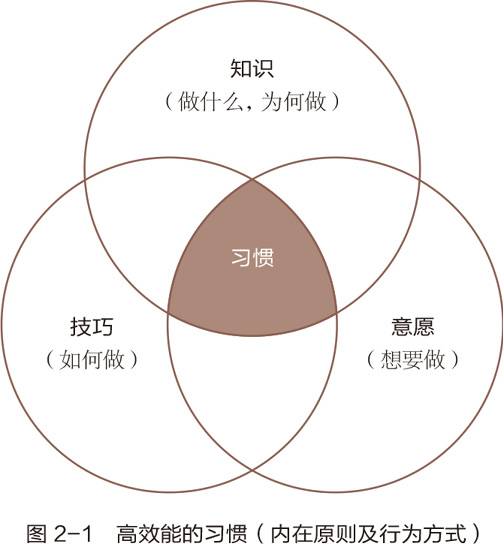 知识
（做什么，为何做）
习惯
技巧
（如何做）
意愿
（想要做）
图 2-1 高效能的习惯（内在原则及行为方式）